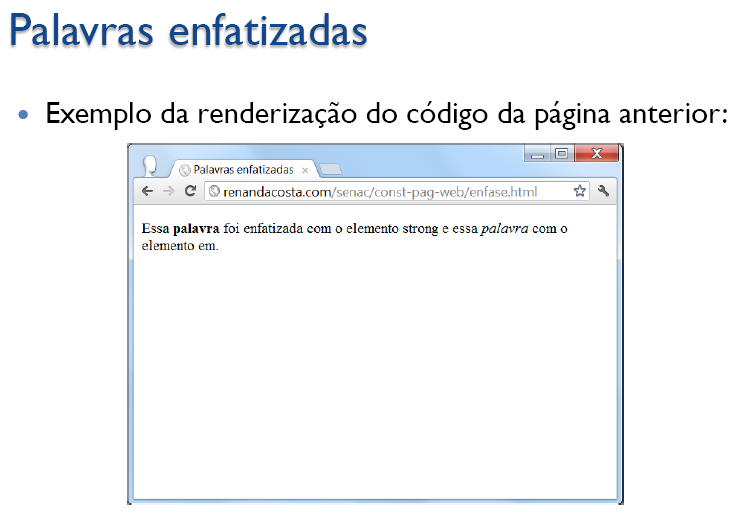 Palavras enfatizadas
• Exemplo da renderização do código da página anterior:
Palavras enfatizadas
renandacosta.com/senac/const-pag-web/enfase.html
Essa palavra foi enfatizada com o elemento strong e essa palavra com o
elemento em.